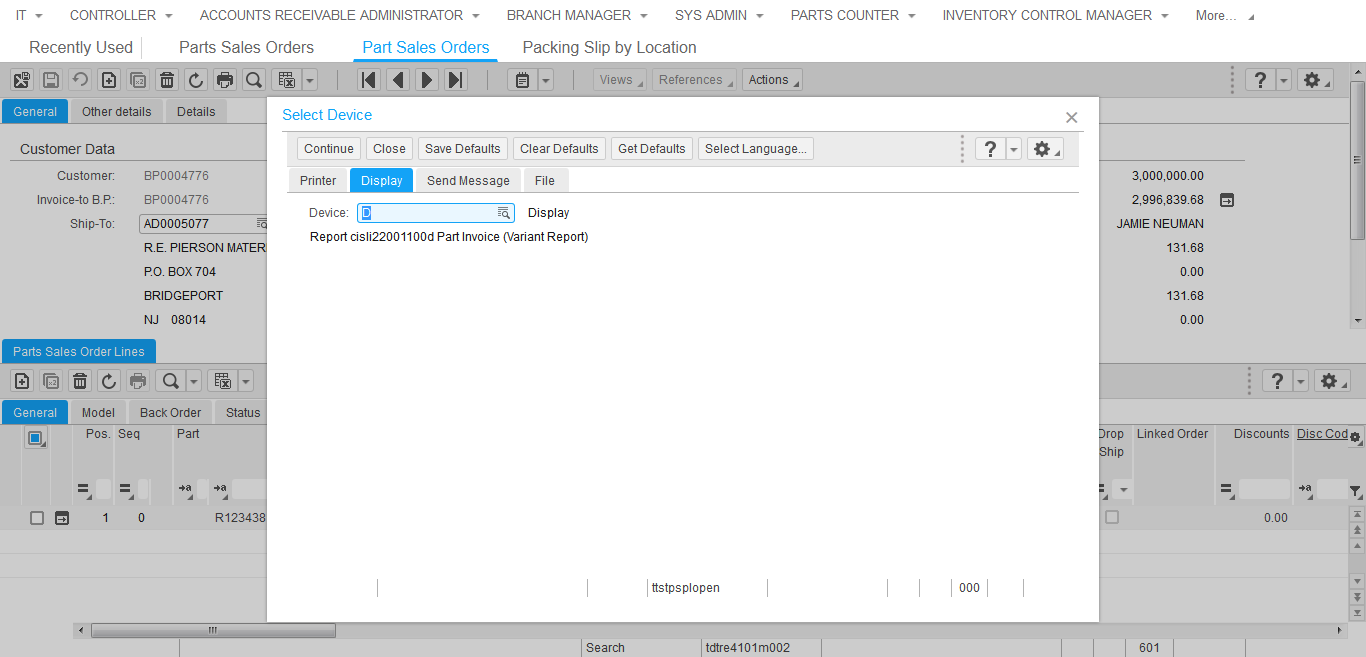 IT CONTROLLER ACCOUNTS RECEIVABLE ADMINISTRATOR BRANCH MANAGER SYS ADMIN PARTS COUNTER INVENTORY CONTROL MANAGER More...
Recently Used Parts Sales Orders Part Sales Orders Packing Slip by Location
Views References Actions ?
General Other details Details
Select Device
Customer Data
Continue Close Save Defaults Clear Defaults Get Defaults Select Language... ?
Customer: BP0004776 3,000,000.00
Printer Display Send Message File
Invoice-to B.P.: BP0004776 2,996,839.68
Device: D Display
Ship-To: AD0005077 JAMIE NEUMAN
Report cisli22001100d Part Invoice (Variant Report)
R.E. PIERSON MATER 131.68
P.O. BOX 704 0.00
BRIDGEPORT 131.68
NJ 08014 0.00
Parts Sales Order Lines
?
General Model Back Order Status
Pos. Seq Part Drop Ship Linked Order Discounts Disc Cod
1 0 R123438 0.00
ttstpsplopen 000
Search tdtre4101m002 601